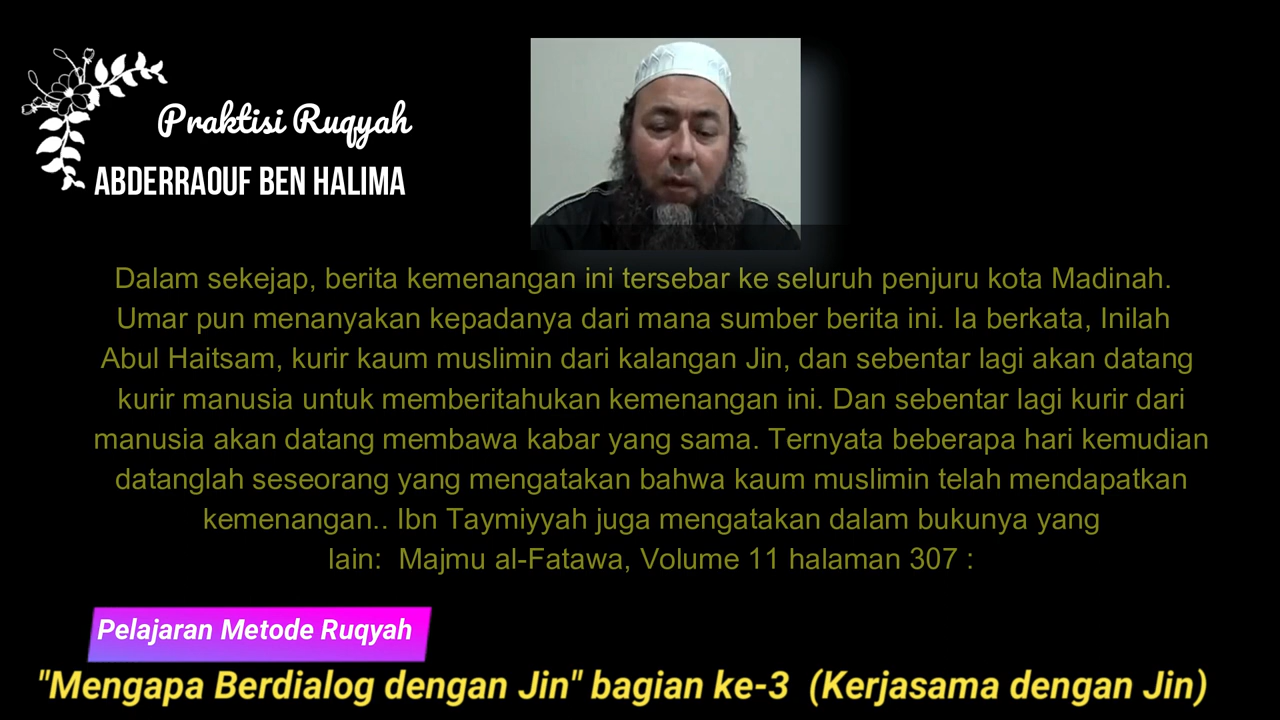 Praktisi Ruqyah
ABDERRAOUF BEN HALIMA
Dalam sekejap, berita kemenangan ini tersebar ke seluruh penjuru kota Madinah.
Umar pun menanyakan kepadanya dari mana sumber berita ini. Ia berkata, Inilah
Abul Haitsam, kurir kaum muslimin dari kalangan Jin, dan sebentar lagi akan datang
kurir manusia untuk memberitahukan kemenangan ini. Dan sebentar lagi kurir dari
manusia akan datang membawa kabar yang sama. Ternyata beberapa hari kemudian
datanglah seseorang yang mengatakan bahwa kaum muslimin telah mendapatkan
kemenangan.. Ibn Taymiyyah juga mengatakan dalam bukunya yang
lain:  Majmu al-Fatawa, Volume 11 halaman 307 :
Pelajaran Metode Ruqyah
"Mengapa Berdialog dengan Jin" bagian ke-3  (Kerjasama dengan Jin)